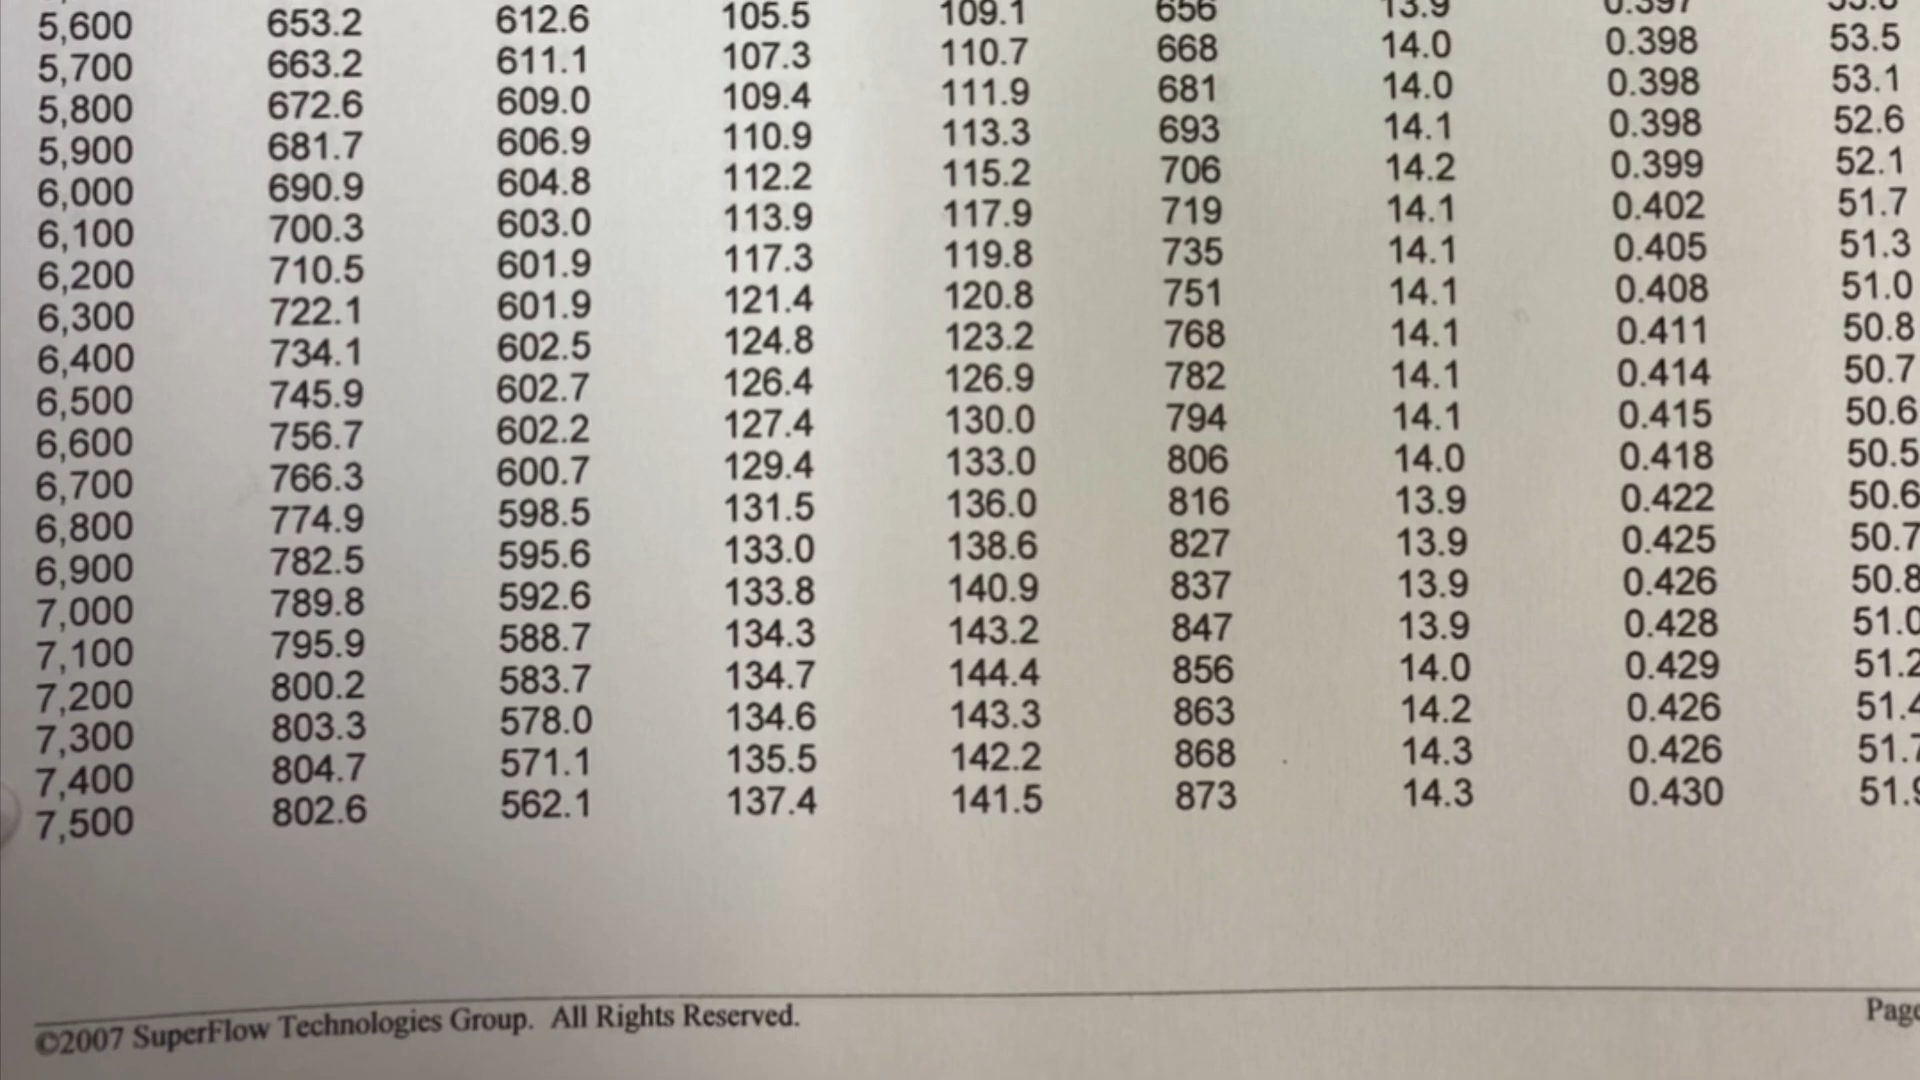 5,600 653.2 612.6 105.5 109.1 656 13.9 0.397
5,700 663.2 611.1 107.3 110.7 668 14.0 0.398 53.5
5,800 672.6 609.0 109.4 111.9 681 14.0 0.398 53.1
5,900 681.7 606.9 110.9 113.3 693 14.1 0.398 52.6
6,000 690.9 604.8 112.2 115.2 706 14.2 0.399 52.1
6,100 700.3 603.0 113.9 117.9 719 14.1 0.402 51.7
6,200 710.5 601.9 117.3 119.8 735 14.1 0.405 51.3
6,300 722.1 601.9 121.4 120.8 751 14.1 0.408 51.0
6,400 734.1 602.5 124.8 123.2 768 14.1 0.411 50.8
6,500 745.9 602.7 126.4 126.9 782 14.1 0.414 50.7
6,600 756.7 602.2 127.4 130.0 794 14.1 0.415 50.6
6,700 766.3 600.7 129.4 133.0 806 14.0 0.418 50.5
6,800 774.9 598.5 131.5 136.0 816 13.9 0.422 50.6
6,900 782.5 595.6 133.0 138.6 827 13.9 0.425 50.7
7,000 789.8 592.6 133.8 140.9 837 13.9 0.426 50.8
7,100 795.9 588.7 134.3 143.2 847 13.9 0.428 51.0
7,200 800.2 583.7 134.7 144.4 856 14.0 0.429 51.2
7,300 803.3 578.0 134.6 143.3 863 14.2 0.426 51.4
7,400 804.7 571.1 135.5 142.2 868 14.3 0.426 51.7
7,500 802.6 562.1 137.4 141.5 873 14.3 0.430 51.9
©2007 SuperFlow Technologies Group. All Rights Reserved. Page